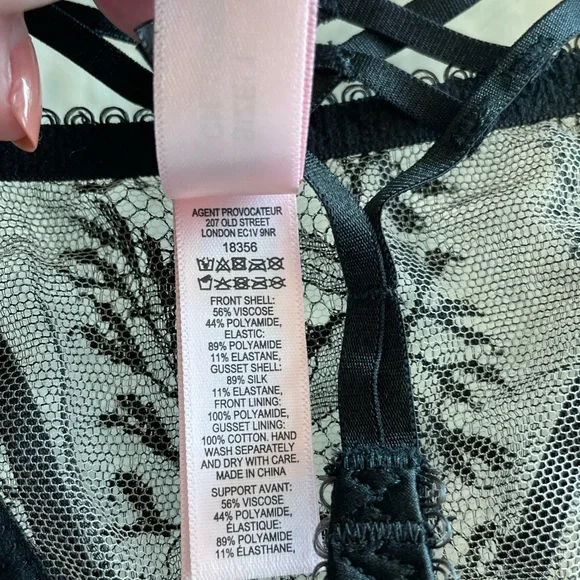 AGENT PROVOCATEUR
207 OLD STREET
LONDON EC1V 9NR
18356
FRONT SHELL:
56% VISCOSE
44% POLYAMIDE,
ELASTIC:
89% POLYAMIDE
11% ELASTANE,
GUSSET SHELL:
89% SILK
11% ELASTANE,
FRONT LINING:
100% POLYAMIDE,
GUSSET LINING:
100% COTTON. HAND
WASH SEPARATELY
AND DRY WITH CARE.
MADE IN CHINA
SUPPORT AVANT:
56% VISCOSE
44% POLYAMIDE,
ÉLASTIQUE:
89% POLYAMIDE
11% ÉLASTHANE,